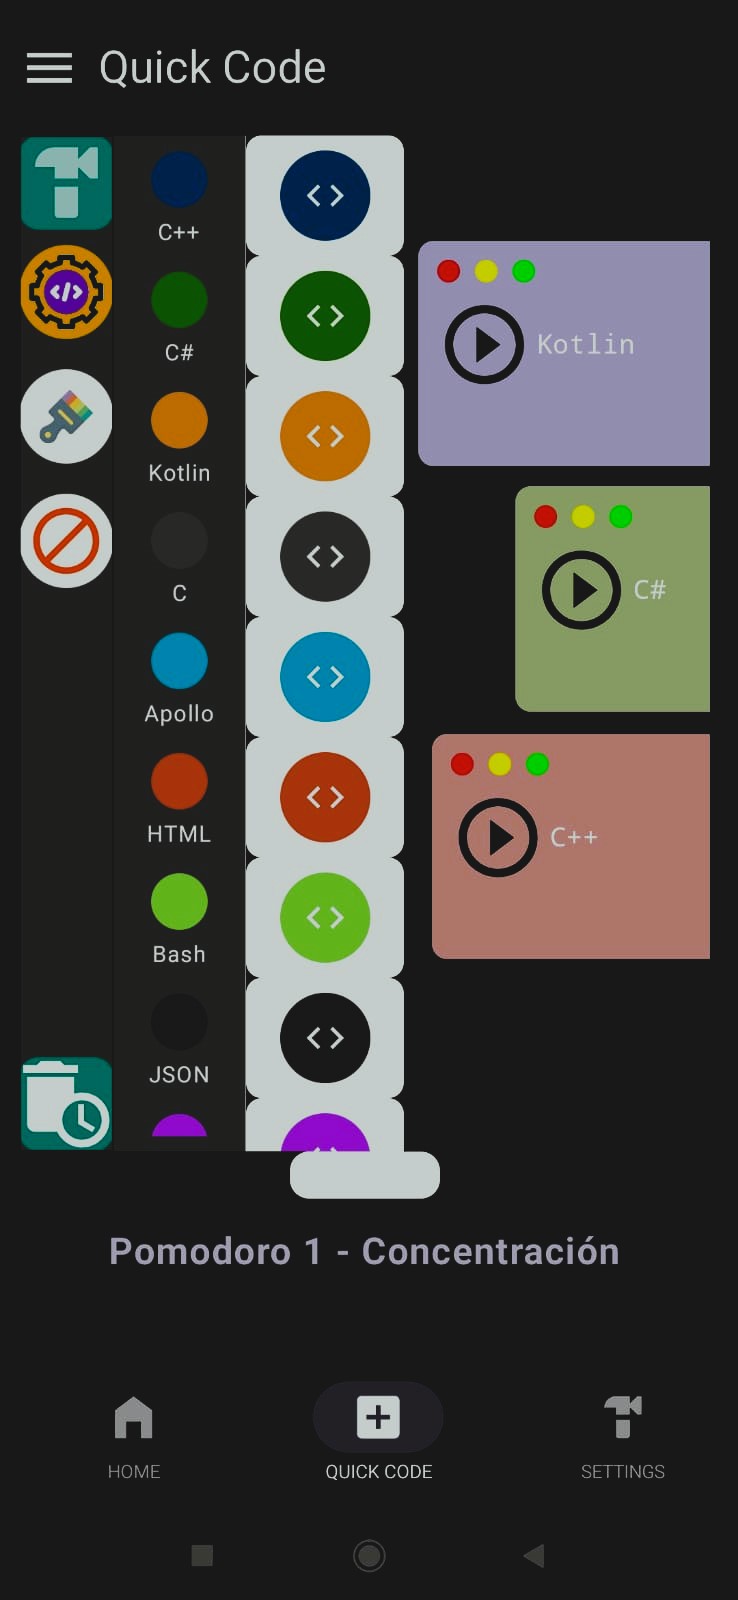 Quick Code
C++
C#
Kotlin
C
Apollo
HTML
Bash
JSON
Kotlin
C#
C++
Pomodoro 1 - Concentración
HOME
QUICK CODE
SETTINGS